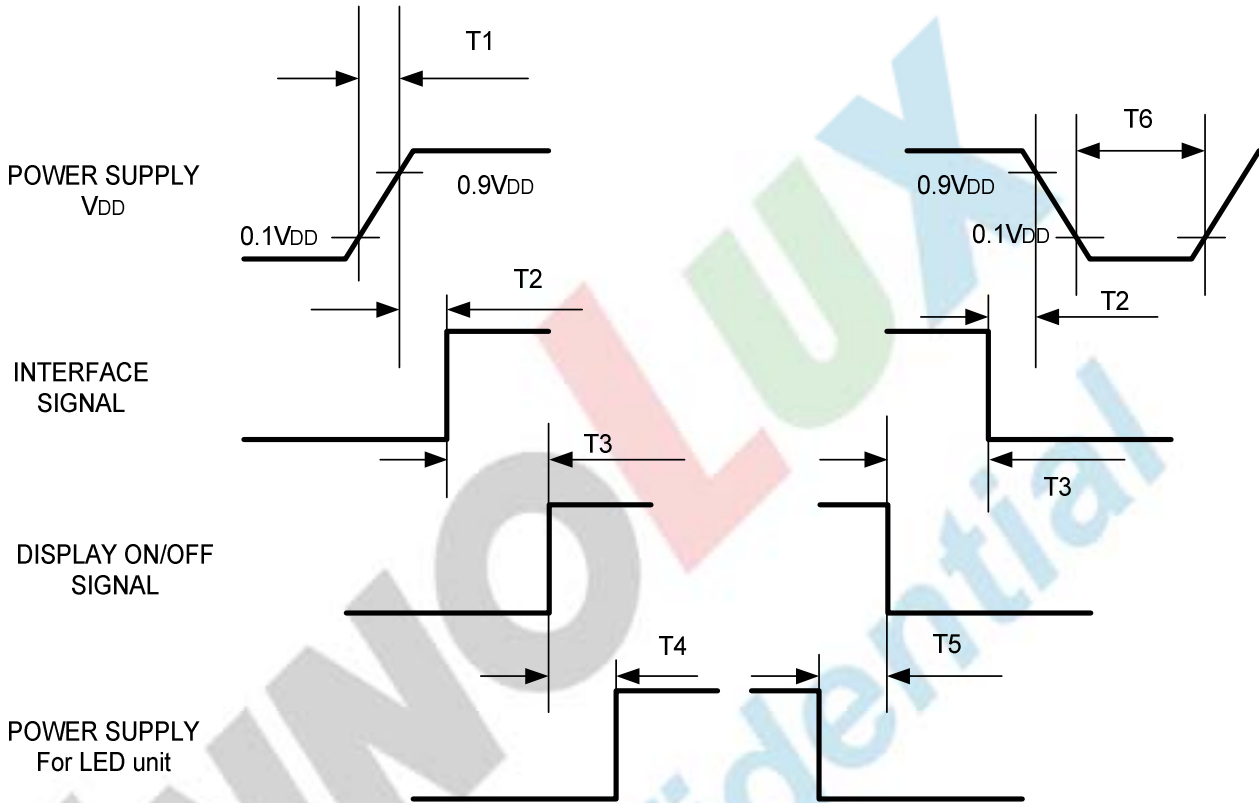 T1
T6
POWER SUPPLY
VDD
0.9VDD
0.9VDD
0.1VDD
0.1VDD
T2
T2
INTERFACE
SIGNAL
T3
T3
DISPLAY ON/OFF
SIGNAL
T4
T5
POWER SUPPLY
For LED unit
INNOLUX
fidential